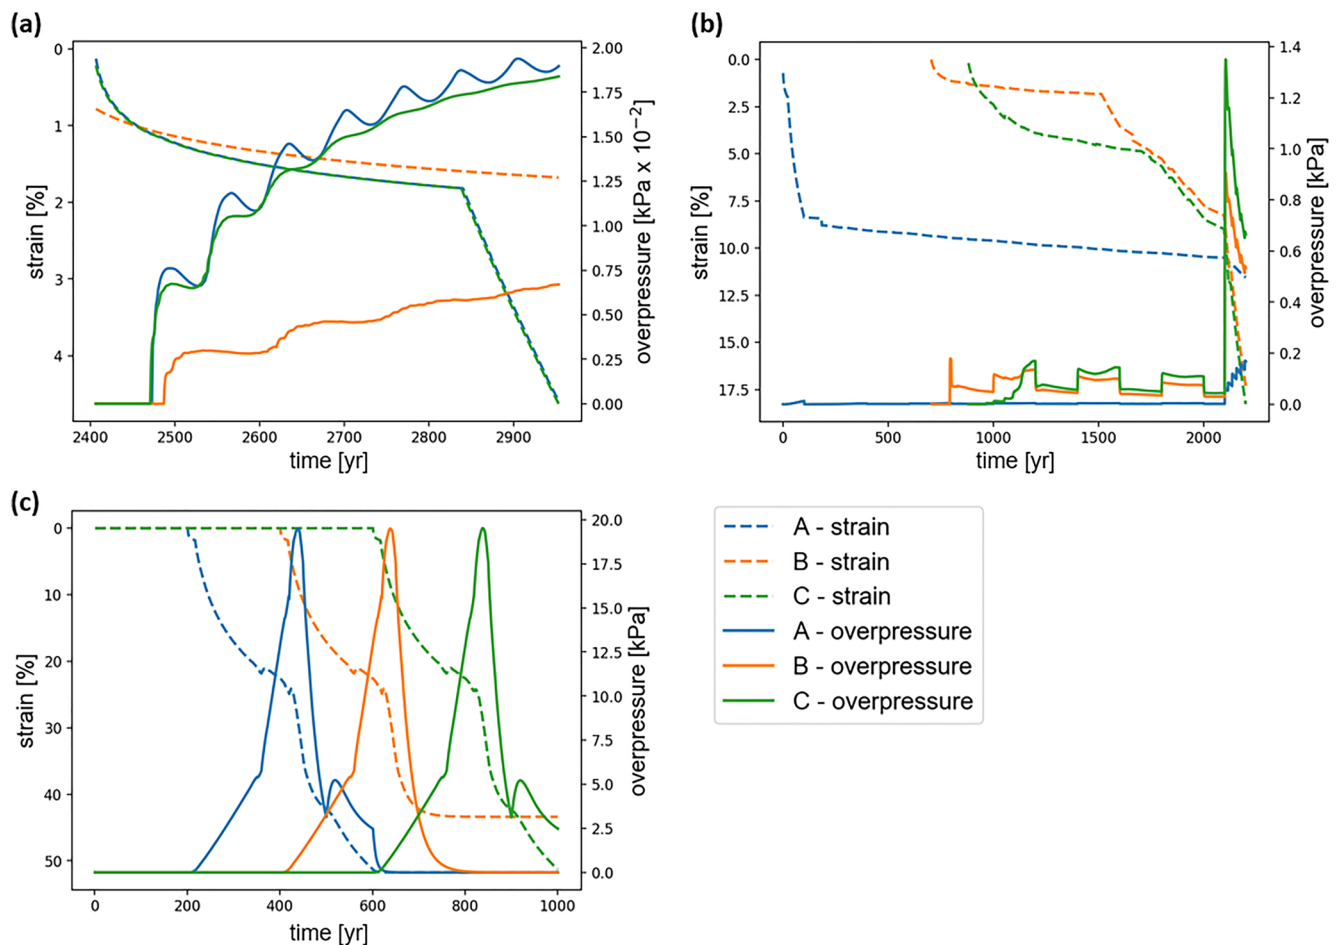 (a)
0
1
2
3
4
strain [%]
2.00
1.75
1.50
1.25
1.00
0.75
0.50
0.25
0.00
overpressure [kPa x 10⁻²]
2400 2500 2600 2700 2800 2900
time [yr]
(b)
0.0
2.5
5.0
7.5
10.0
12.5
15.0
17.5
strain [%]
1.4
1.2
1.0
0.8
0.6
0.4
0.2
0.0
overpressure [kPa]
0 500 1000 1500 2000
time [yr]
(c)
0
10
20
30
40
50
strain [%]
20.0
17.5
15.0
12.5
10.0
7.5
5.0
2.5
0.0
overpressure [kPa]
0 200 400 600 800 1000
time [yr]
A - strain
B - strain
C - strain
A - overpressure
B - overpressure
C - overpressure